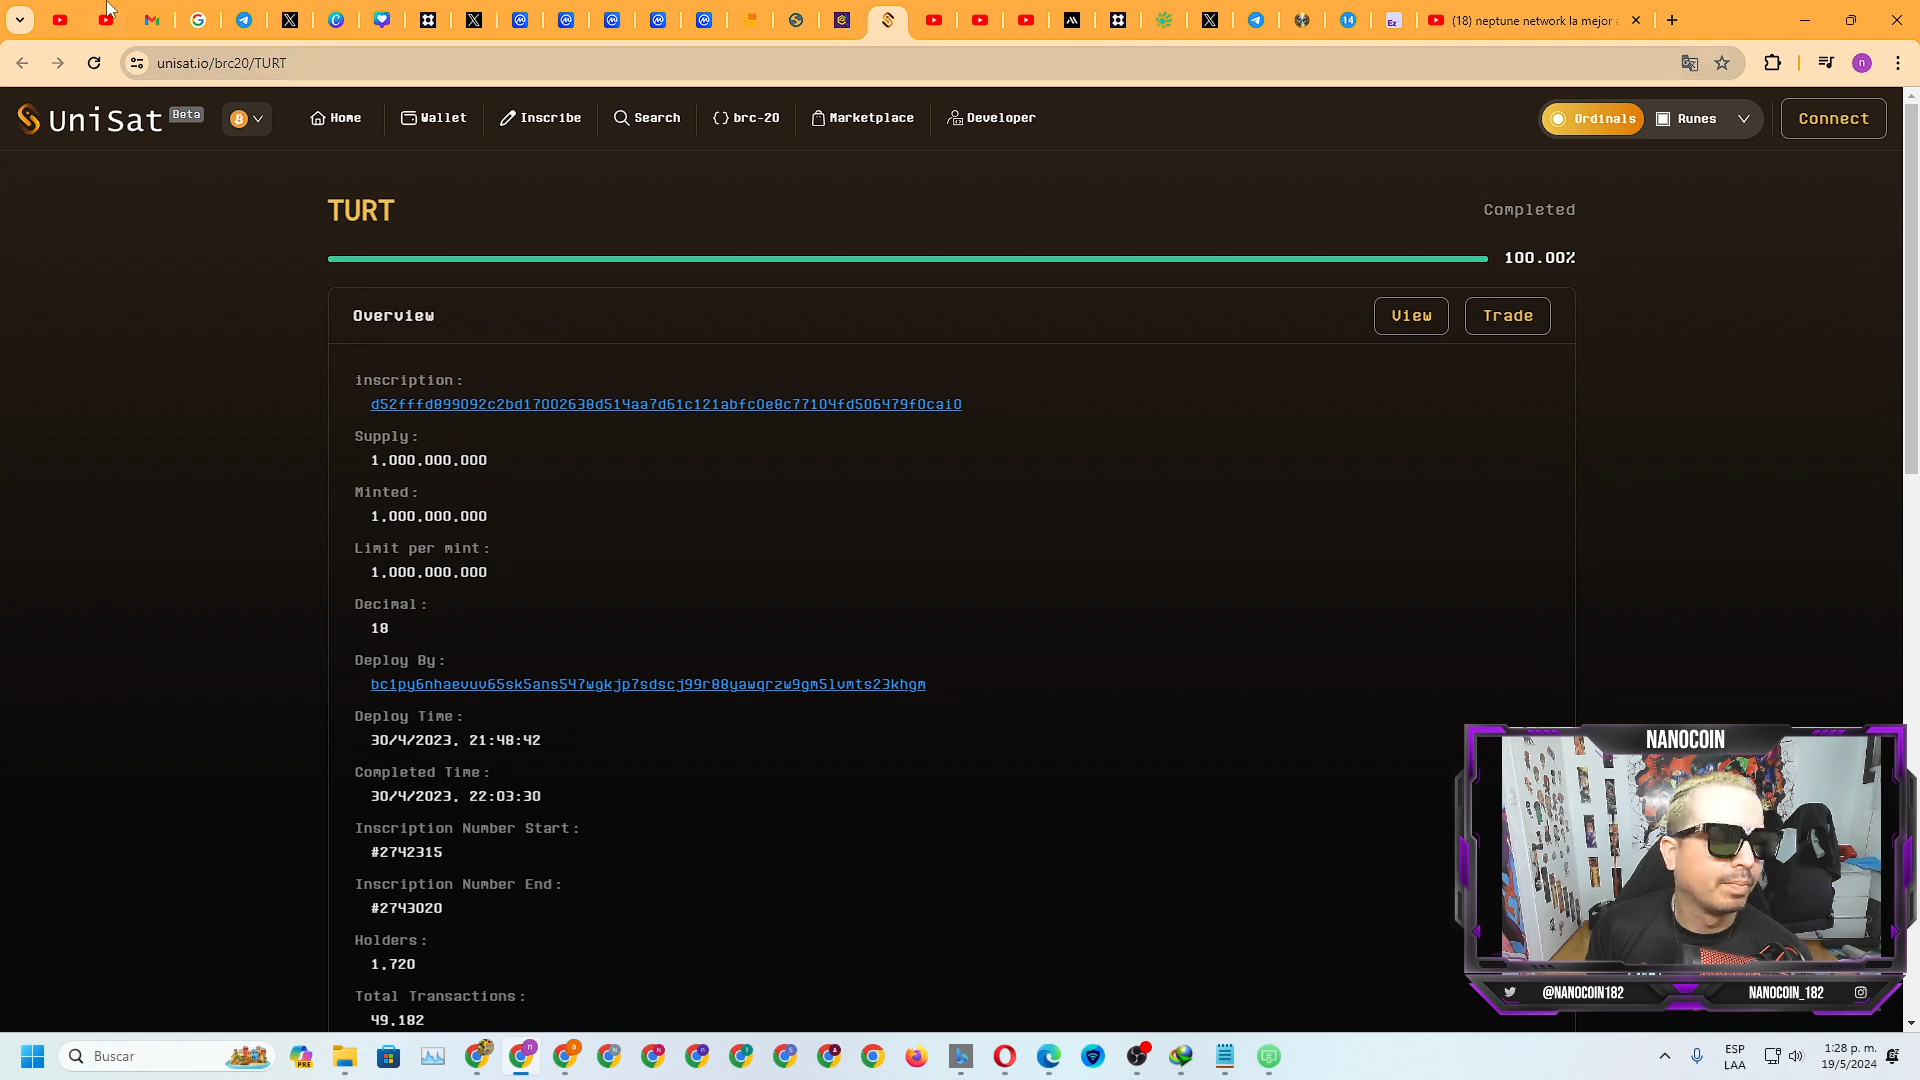 (18) neptune network la mejor
unisat.io/brc20/TURT
UniSat Beta
Home
Wallet
Inscribe
Search
brc-20
Marketplace
Developer
Ordinals
Runes
Connect
TURT
Completed
100.00%
Overview
View
Trade
inscription:
d52fffd899092c2bd17002638d514aa7d61c121abfc0e8c77104fd506479f0cai0
Supply:
1.000.000.000
Minted:
1.000.000.000
Limit per mint:
1.000.000.000
Decimal:
18
Deploy By:
bc1py6nhaevuv65sk5ans547wgkjp7sdscj99r88yawqrzw9gm5lvmts23khgm
Deploy Time:
30/4/2023, 21:48:42
Completed Time:
30/4/2023, 22:03:30
Inscription Number Start:
#2742315
Inscription Number End:
#2743020
Holders:
1.720
Total Transactions:
49.182
NANOCOIN
@NANOCOIN182
NANOCOIN_182
Buscar
ESP
LAA
1:28 p. m.
19/5/2024